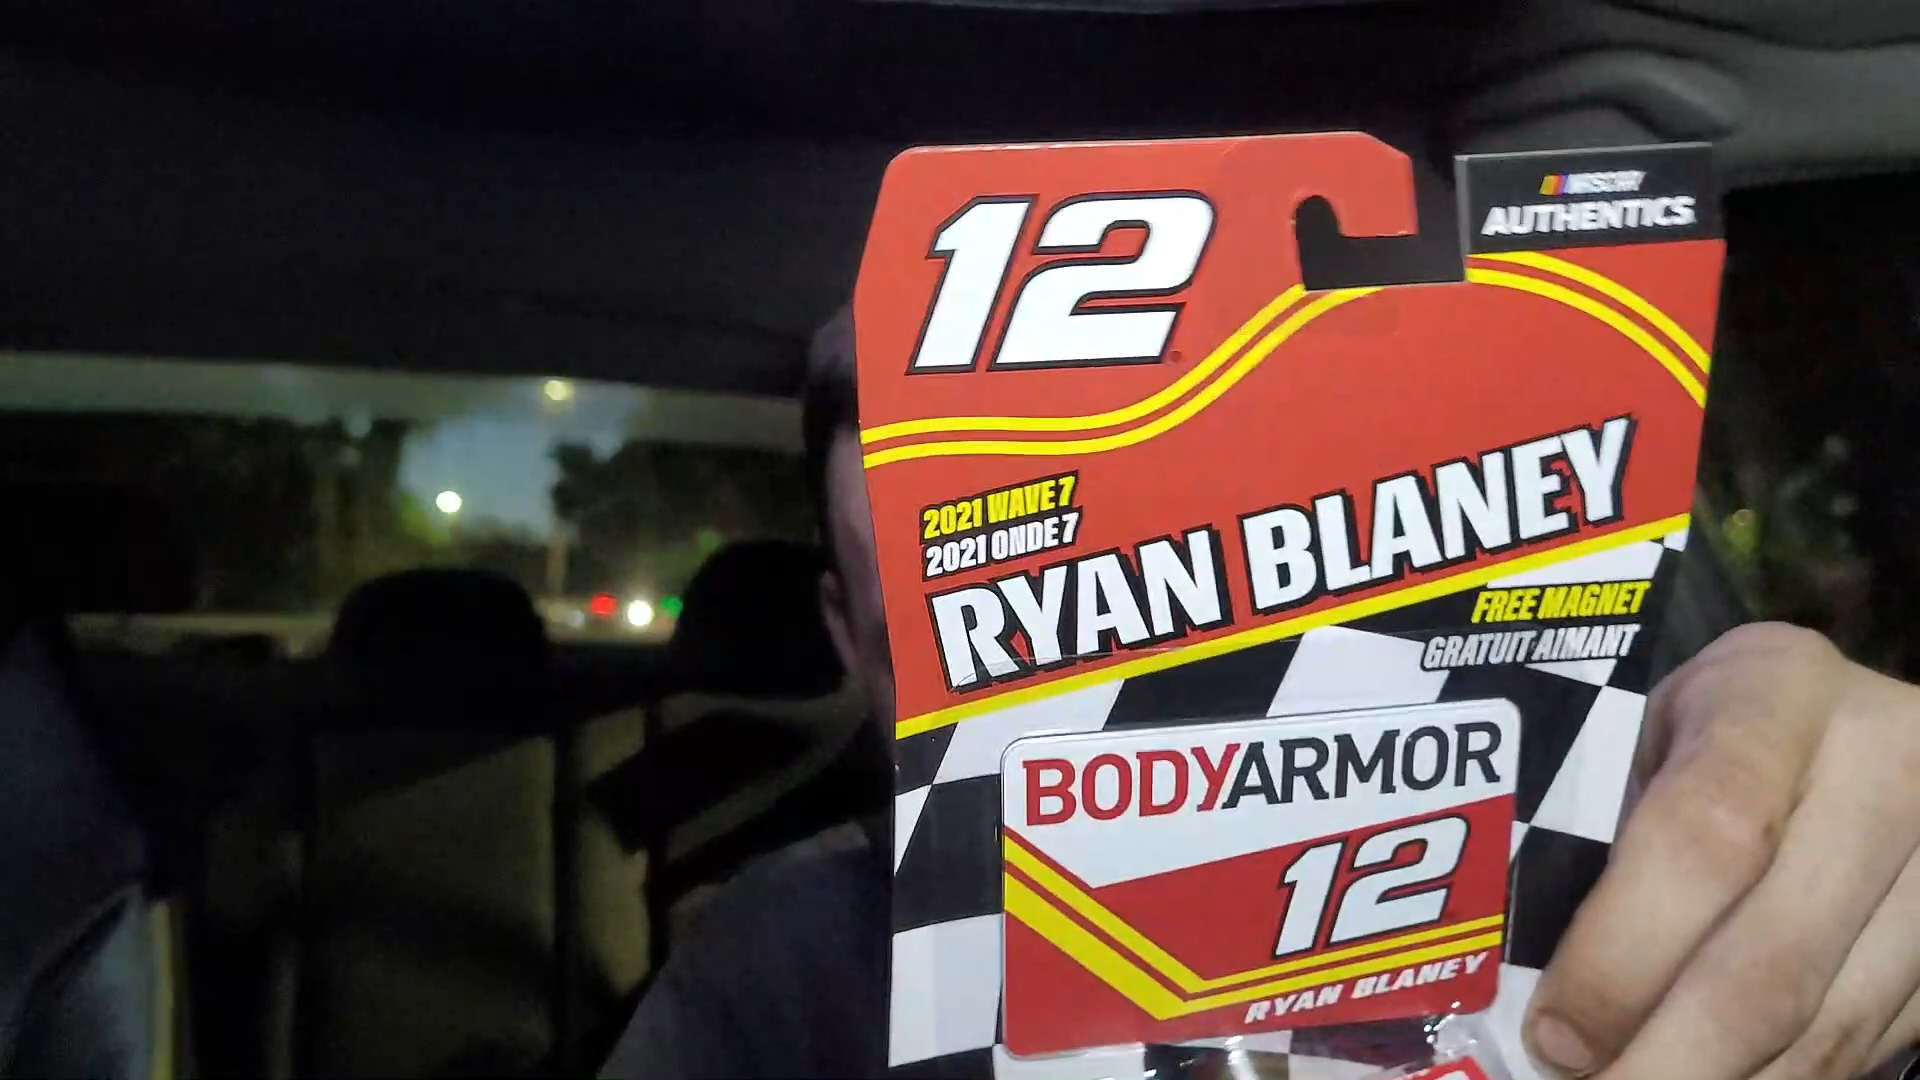 12
NASCAR
AUTHENTICS
2021 WAVE 7
2021 ONDE 7
RYAN BLANEY
FREE MAGNET
GRATUIT AIMANT
BODYARMOR
12
RYAN BLANEY